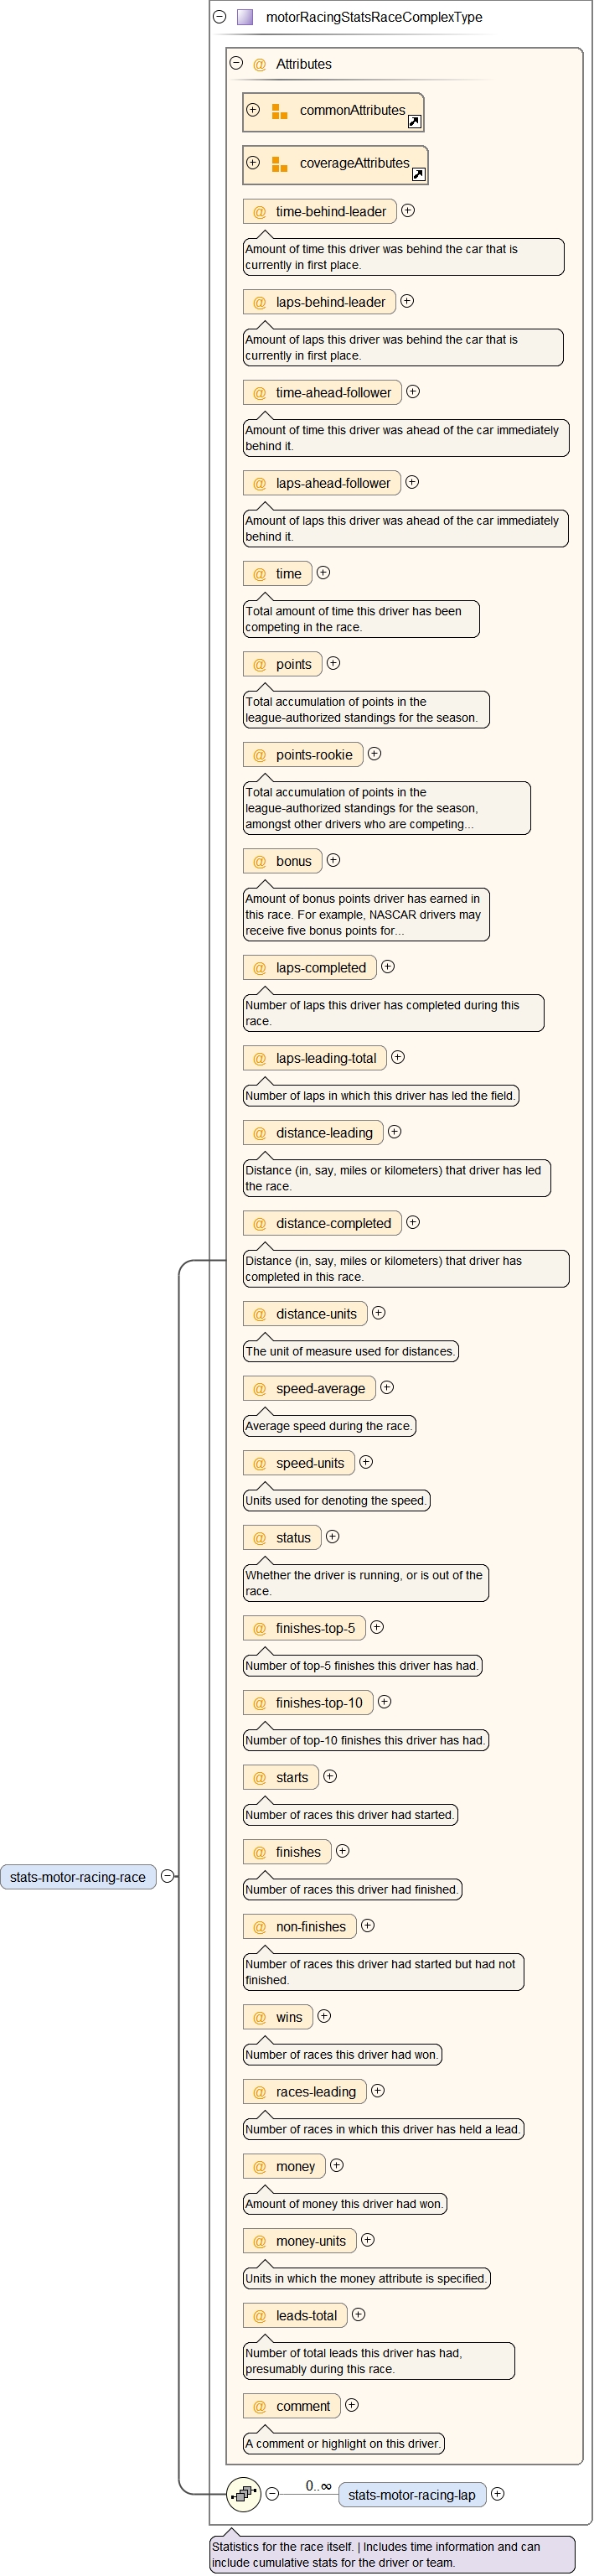 motorRacingStatsRaceComplexType
@ Attributes
commonAttributes
coverageAttributes
@ time-behind-leader
Amount of time this driver was behind the car that is
currently in first place.
@ laps-behind-leader
Amount of laps this driver was behind the car that is
currently in first place.
@ time-ahead-follower
Amount of time this driver was ahead of the car immediately
behind it.
@ laps-ahead-follower
Amount of laps this driver was ahead of the car immediately
behind it.
@ time
Total amount of time this driver has been
competing in the race.
@ points
Total accumulation of points in the
league-authorized standings for the season.
@ points-rookie
Total accumulation of points in the
league-authorized standings for the season,
amongst other drivers who are competing...
@ bonus
Amount of bonus points driver has earned in
this race. For example, NASCAR drivers may
receive five bonus points for...
@ laps-completed
Number of laps this driver has completed during this
race.
@ laps-leading-total
Number of laps in which this driver has led the field.
@ distance-leading
Distance (in, say, miles or kilometers) that driver has led
the race.
@ distance-completed
Distance (in, say, miles or kilometers) that driver has
completed in this race.
@ distance-units
The unit of measure used for distances.
@ speed-average
Average speed during the race.
@ speed-units
Units used for denoting the speed.
@ status
Whether the driver is running, or is out of the
race.
@ finishes-top-5
Number of top-5 finishes this driver has had.
@ finishes-top-10
Number of top-10 finishes this driver has had.
@ starts
Number of races this driver had started.
@ finishes
stats-motor-racing-race
Number of races this driver had finished.
@ non-finishes
Number of races this driver had started but had not
finished.
@ wins
Number of races this driver had won.
@ races-leading
Number of races in which this driver has held a lead.
@ money
Amount of money this driver had won.
@ money-units
Units in which the money attribute is specified.
@ leads-total
Number of total leads this driver has had,
presumably during this race.
@ comment
A comment or highlight on this driver.
0..∞
stats-motor-racing-lap
Statistics for the race itself. | Includes time information and can
include cumulative stats for the driver or team.